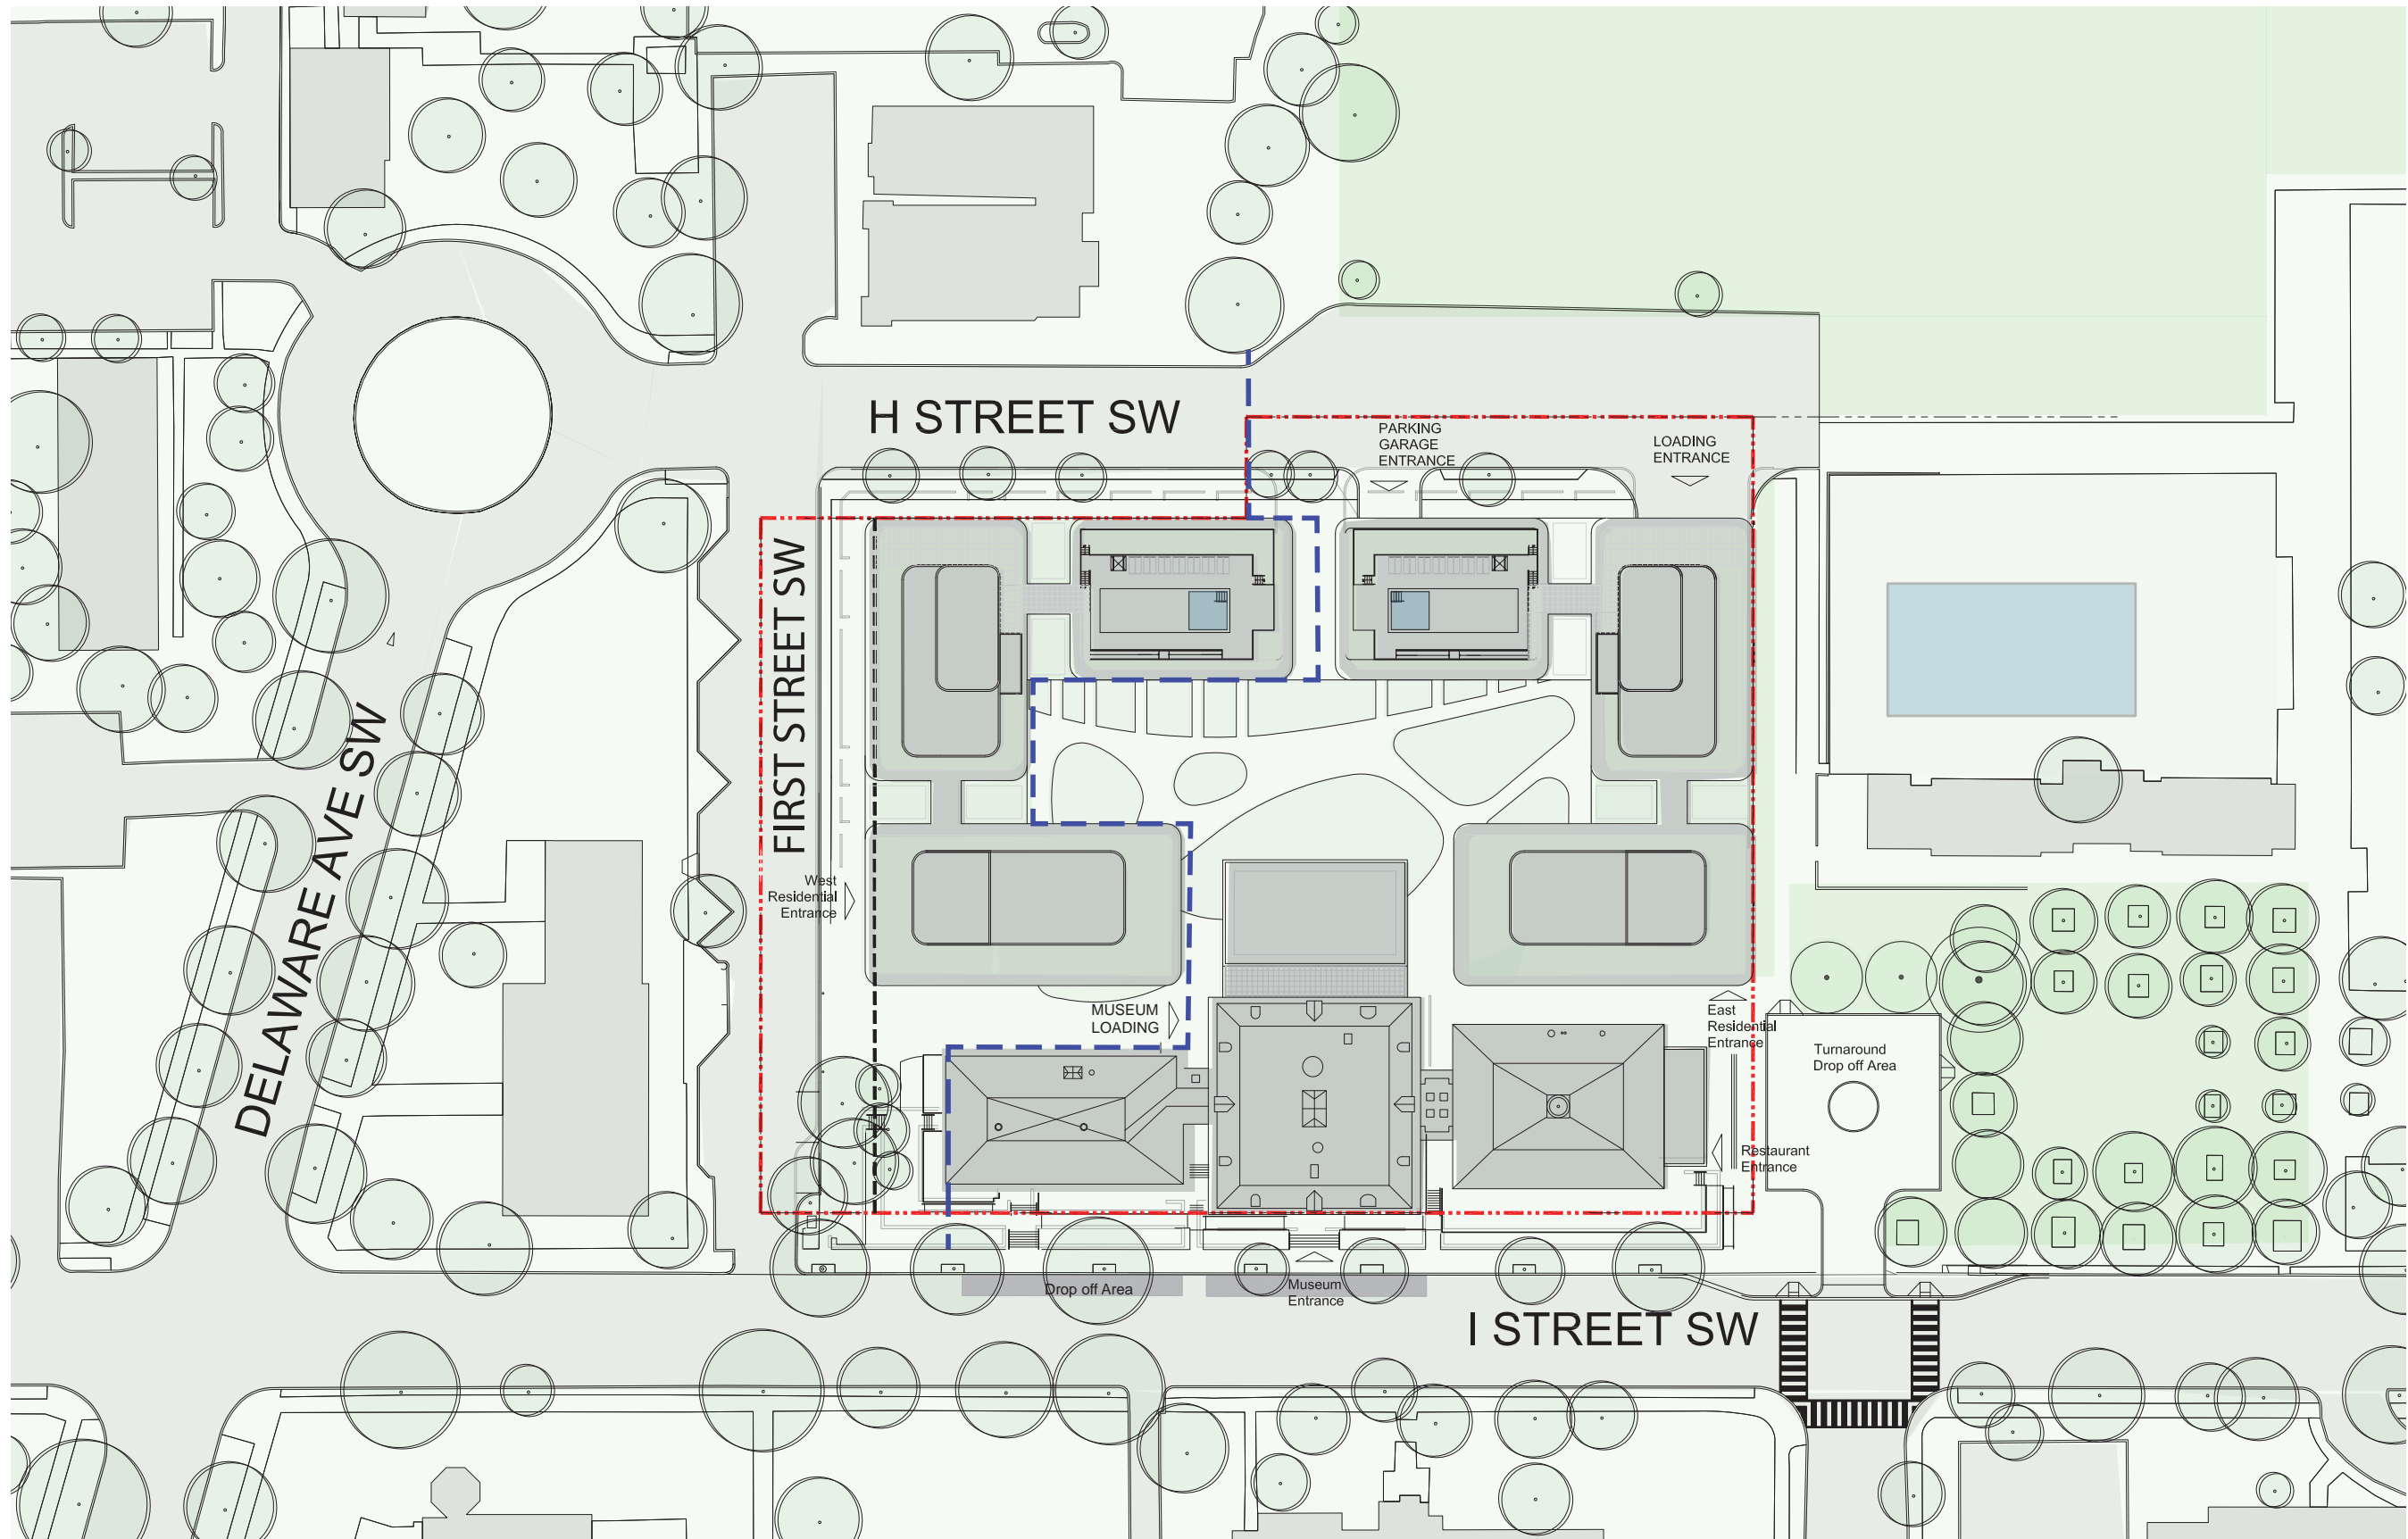 H STREET SW
PARKING
GARAGE
ENTRANCE
LOADING
ENTRANCE
FIRST STREET SW
DELAWARE AVE SW
West
Residential
Entrance
MUSEUM
LOADING
East
Residential
Entrance
Turnaround
Drop off Area
Restaurant
Entrance
Drop off Area
Museum
Entrance
I STREET SW